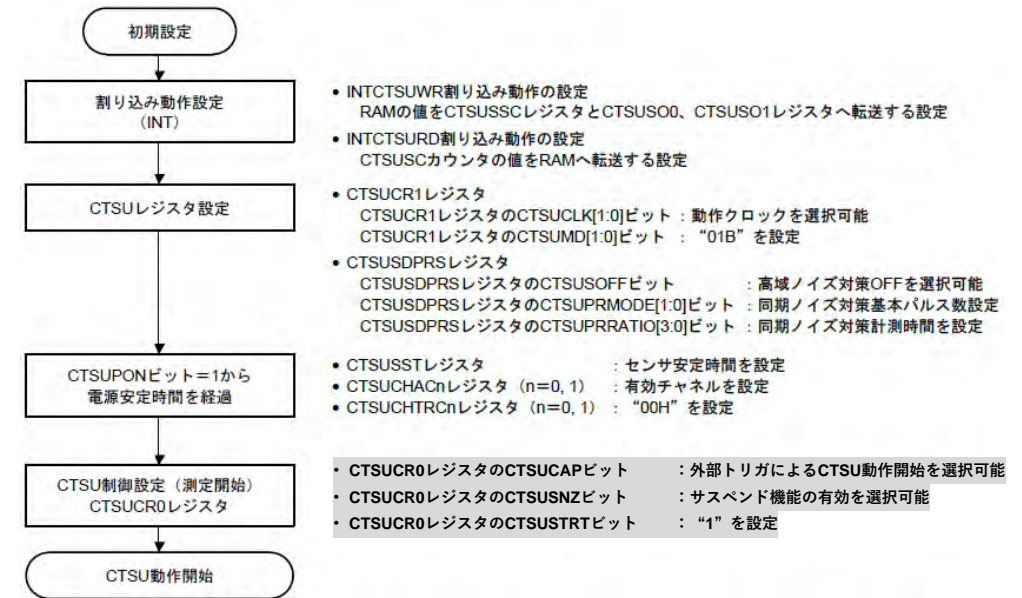 初期設定
割り込み動作設定
(INT)
• INTCTSUWR割り込み動作の設定
RAMの値をCTSUSSCレジスタとCTSUSO0、CTSUSO1レジスタへ転送する設定
• INTCTSURD割り込み動作の設定
CTSUSCカウンタの値をRAMへ転送する設定
CTSUレジスタ設定
• CTSUCR1レジスタ
CTSUCR1レジスタのCTSUCLK[1:0]ビット : 動作クロックを選択可能
CTSUCR1レジスタのCTSUMD[1:0]ビット : “01B”を設定
• CTSUSDPRSレジスタ
CTSUSDPRSレジスタのCTSUSOFFビット : 高域ノイズ対策OFFを選択可能
CTSUSDPRSレジスタのCTSUPRMODE[1:0]ビット : 同期ノイズ対策基本パルス数設定
CTSUSDPRSレジスタのCTSUPRRATIO[3:0]ビット : 同期ノイズ対策計測時間を設定
CTSUPONビット＝1から
電源安定時間を経過
• CTSUSSTレジスタ : センサ安定時間を設定
• CTSUCHACnレジスタ（n＝0, 1） : 有効チャネルを設定
• CTSUCHTRCnレジスタ（n＝0, 1） : “00H”を設定
CTSU制御設定（測定開始）
CTSUCR0レジスタ
・ CTSUCR0レジスタのCTSUCAPビット ：外部トリガによるCTSU動作開始を選択可能
・ CTSUCR0レジスタのCTSUSNZビット ：サスペンド機能の有効を選択可能
・ CTSUCR0レジスタのCTSUSTRTビット ： “1”を設定
CTSU動作開始